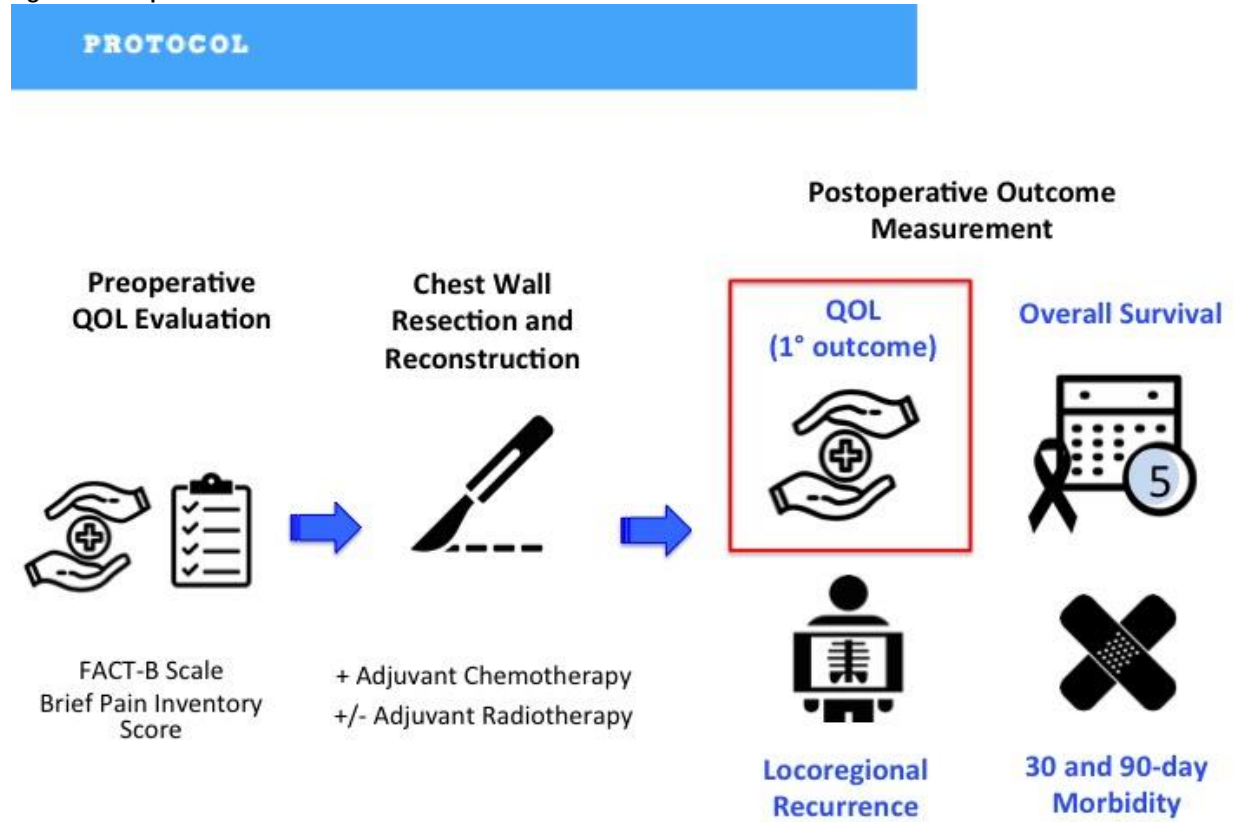 PROTOCOL
Postoperative Outcome
Measurement
Preoperative
QOL Evaluation
Chest Wall
Resection and
Reconstruction
QOL
(1° outcome)
Overall Survival
5
FACT-B Scale
Brief Pain Inventory
Score
+ Adjuvant Chemotherapy
+/- Adjuvant Radiotherapy
Locoregional
Recurrence
30 and 90-day
Morbidity